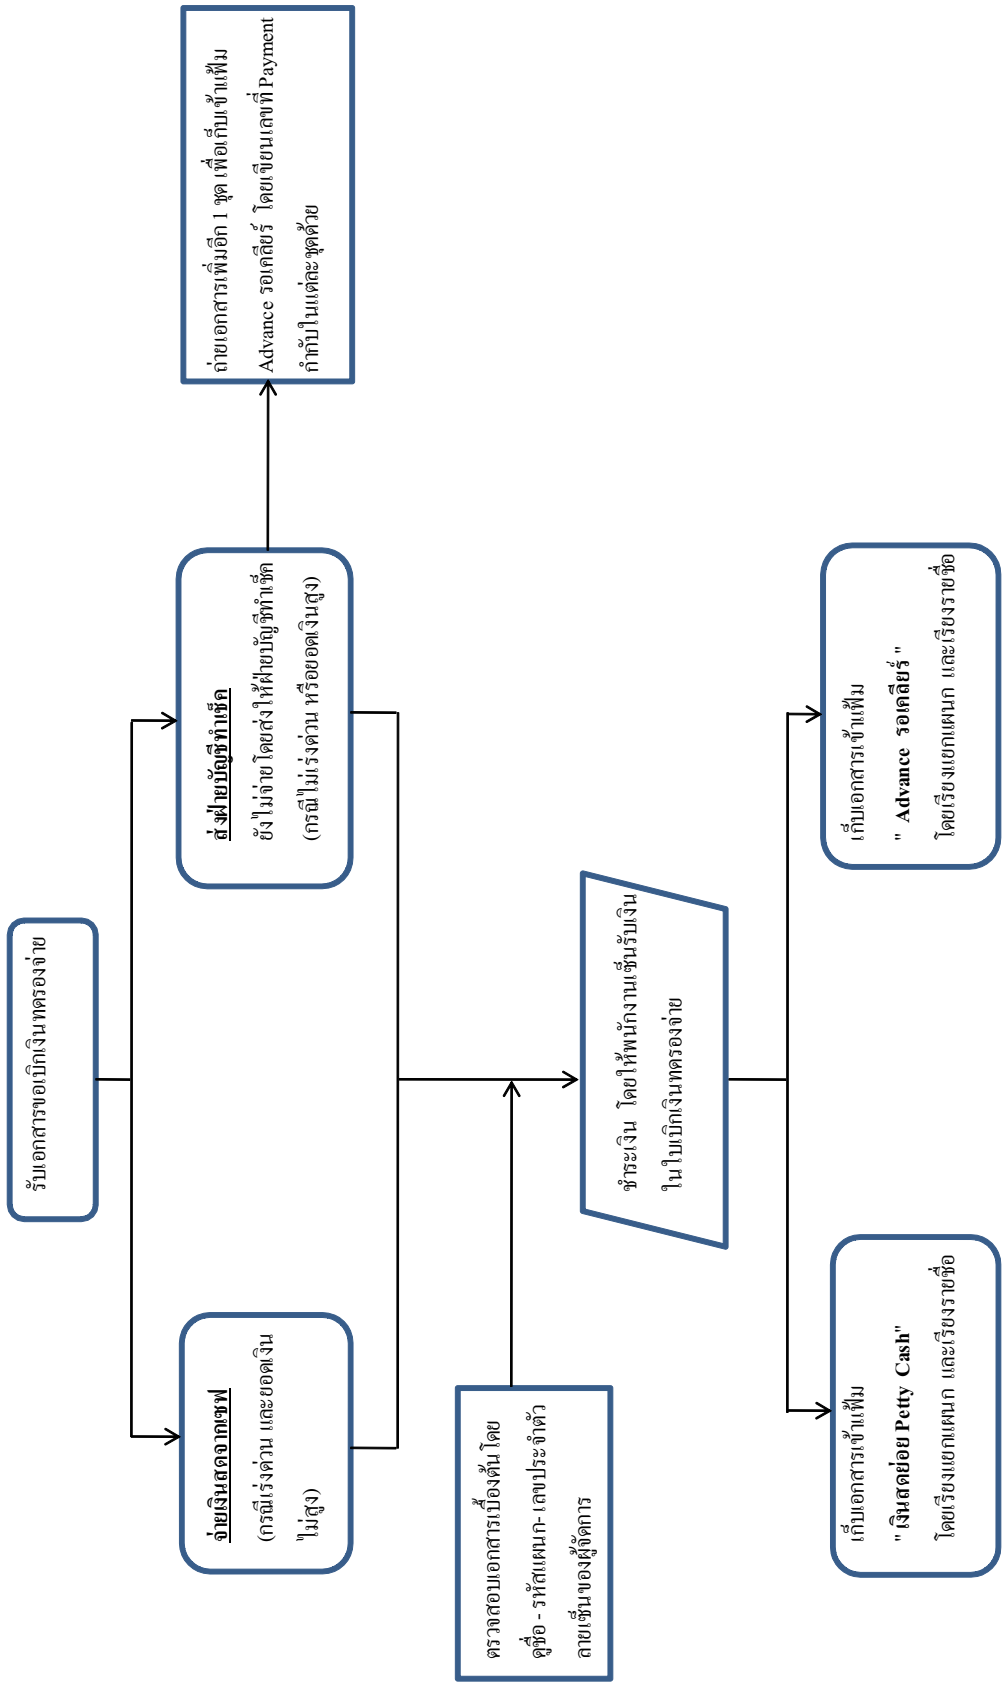 รับเอกสารขอเบิกเงินทดรองจ่าย
จ่ายเงินสดจากเซฟ
(กรณีเร่งด่วน และยอดเงิน
ไม่สูง)
ส่งฝ่ายบัญชีทำเช็ค
ยังไม่จ่ายโดยส่งให้ฝ่ายบัญชีทำเช็ค
(กรณีไม่เร่งด่วน หรือยอดเงินสูง)
ถ่ายเอกสารเพิ่มอีก 1 ชุด เพื่อเก็บเข้าแฟ้ม
Advance รอเคลียร์ โดยเขียนเลขที่ Payment
กำกับในแต่ละชุดด้วย
ตรวจสอบเอกสารเบื้องต้น โดย
ดูชื่อ - รหัสแผนก- เลขประจำตัว
ลายเซ็นของผู้จัดการ
ชำระเงิน โดยให้พนักงานเซ็นรับเงิน
ในใบเบิกเงินทดรองจ่าย
เก็บเอกสารเข้าแฟ้ม
" เงินสดย่อย Petty Cash"
โดยเรียงแยกแผนก และเรียงรายชื่อ
เก็บเอกสารเข้าแฟ้ม
" Advance รอเคลียร์ "
โดยเรียงแยกแผนก และเรียงรายชื่อ